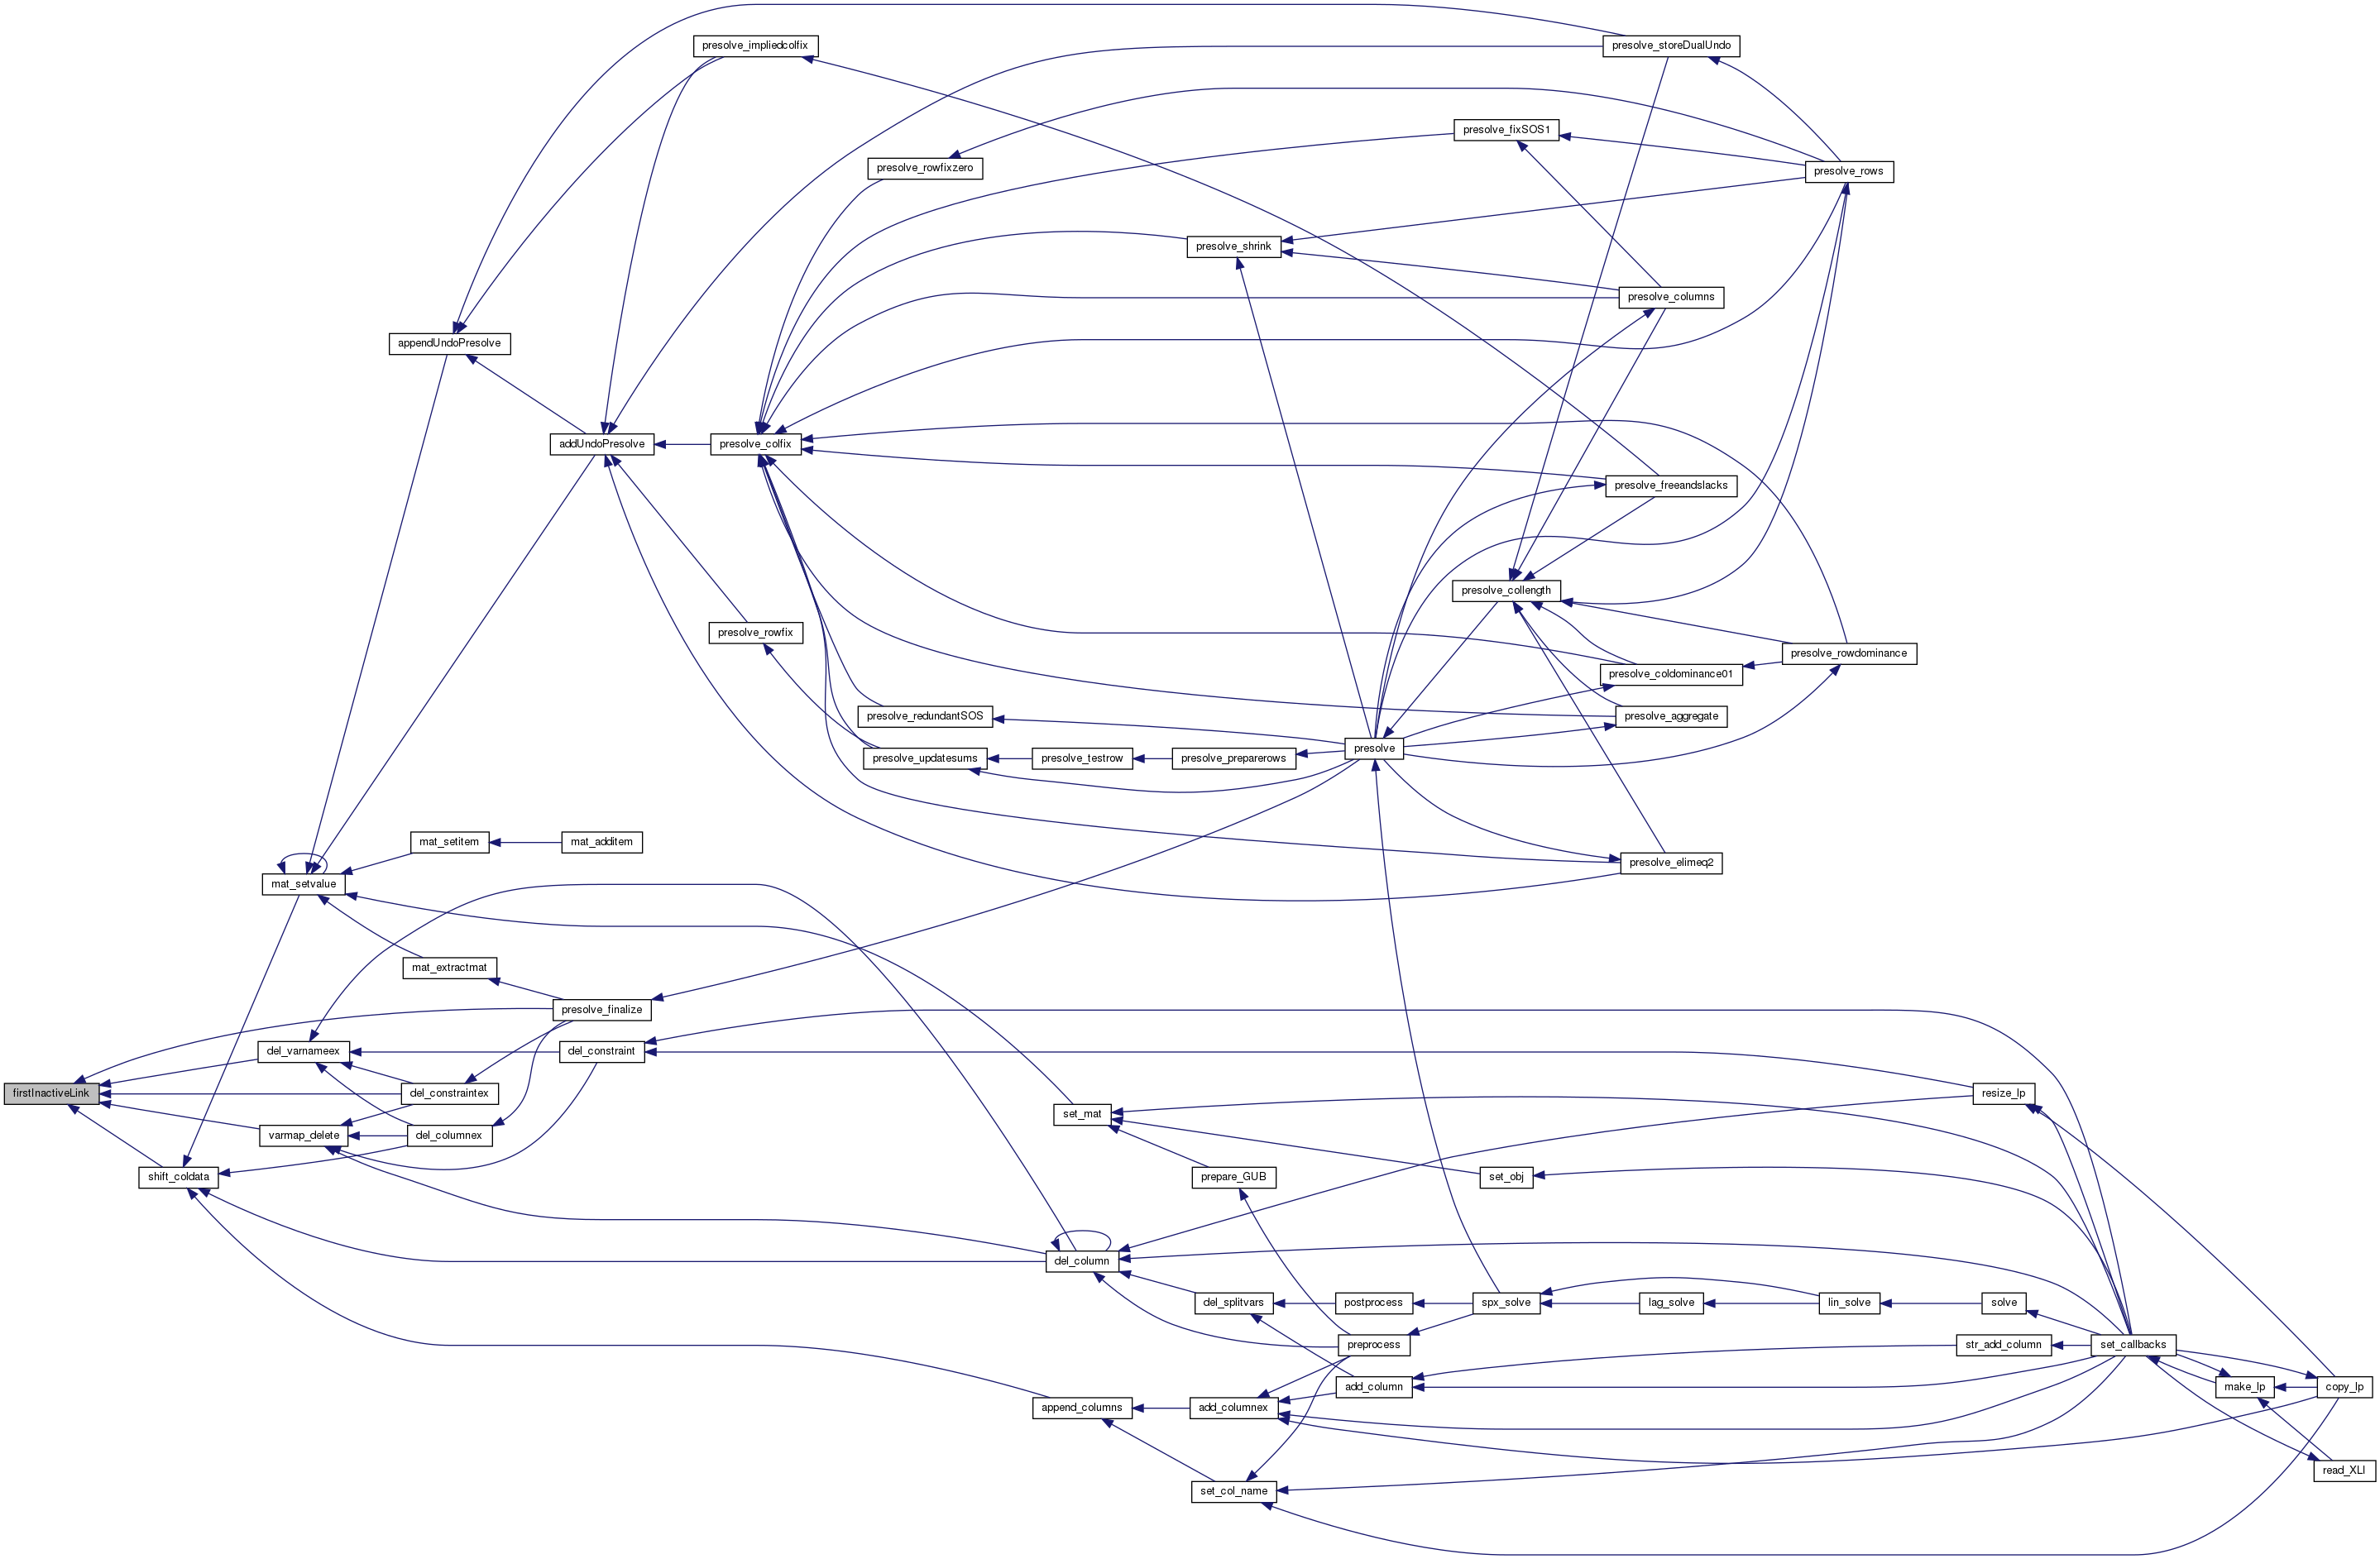 presolve_impliedcolfix
presolve_storeDualUndo
presolve_fixSOS1
presolve_rowfixzero
presolve_rows
presolve_shrink
presolve_columns
appendUndoPresolve
addUndoPresolve
presolve_colfix
presolve_freeandslacks
presolve_collength
presolve_rowfix
presolve_rowdominance
presolve_coldominance01
presolve_redundantSOS
presolve_aggregate
presolve
presolve_updatesums
presolve_testrow
presolve_preparerows
mat_setitem
mat_additem
presolve_elimeq2
mat_setvalue
mat_extractmat
presolve_finalize
del_varnameex
del_constraint
firstInactiveLink
del_constraintex
resize_lp
set_mat
varmap_delete
del_columnex
shift_coldata
prepare_GUB
set_obj
del_column
del_splitvars
postprocess
spx_solve
lag_solve
lin_solve
solve
preprocess
str_add_column
set_callbacks
add_column
make_lp
copy_lp
append_columns
add_columnex
read_XLI
set_col_name